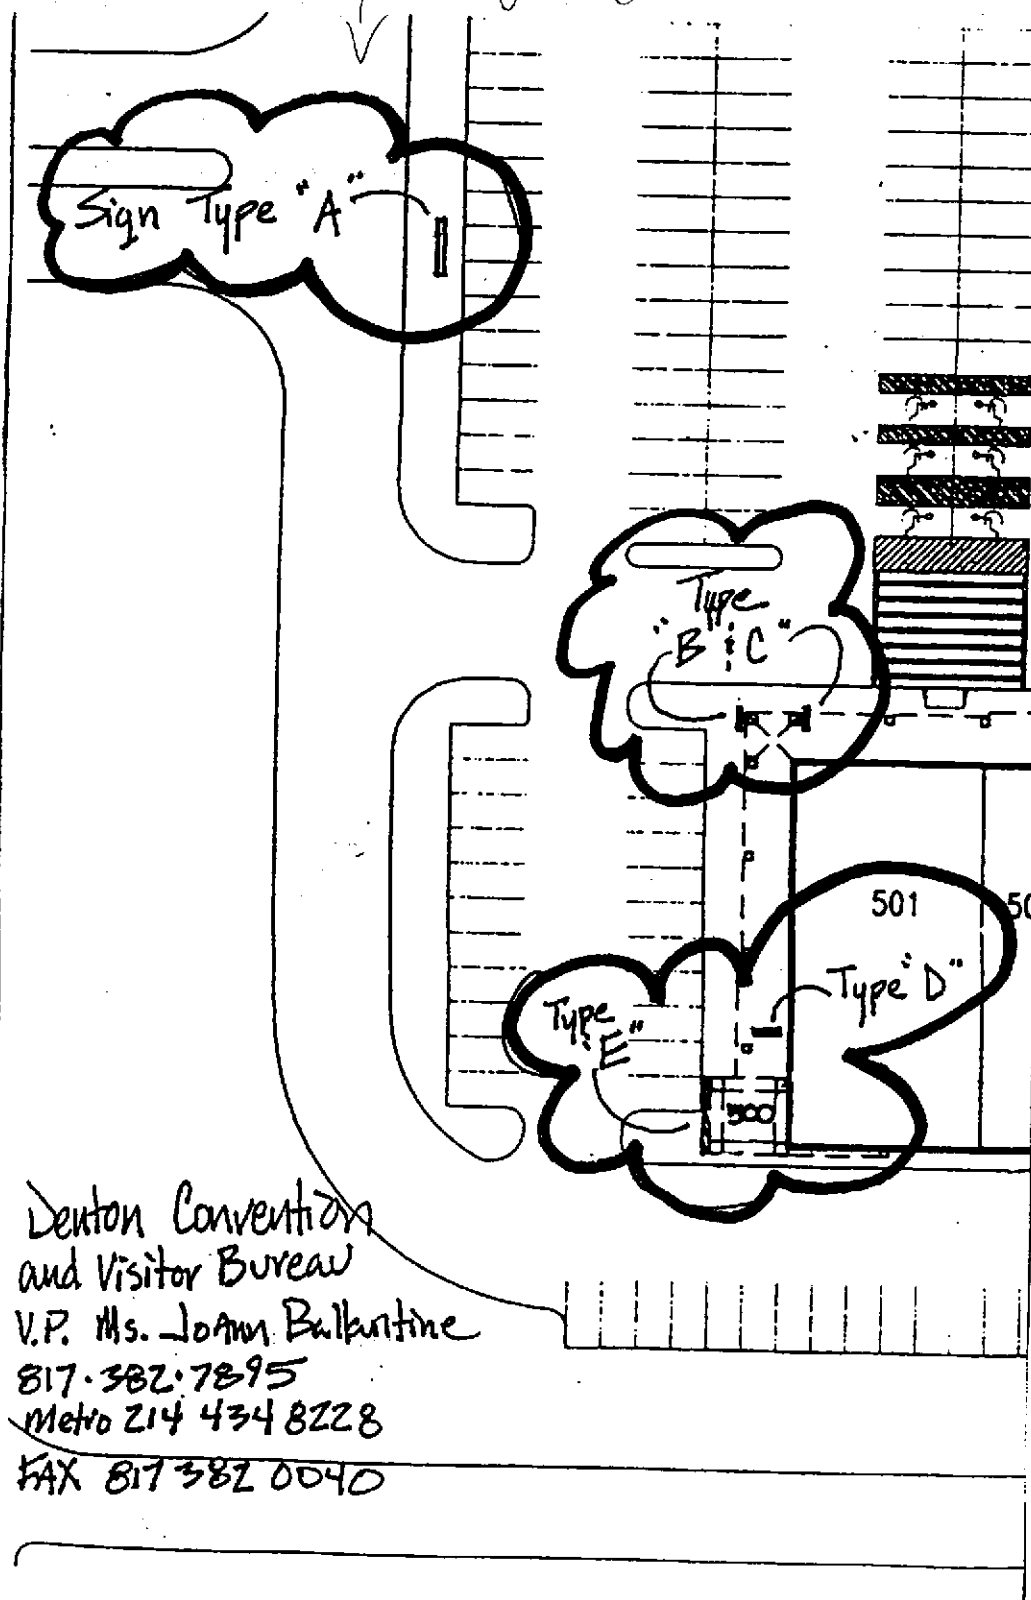 Sign Type "A"
Type
"B & C"
501
Type "D"
Type
"E"
500
Denton Convention
and Visitor Bureau
V.P. Ms. JoAnn Ballantine
817.382.7895
Metro 214 434 8228
FAX 817 382 0040